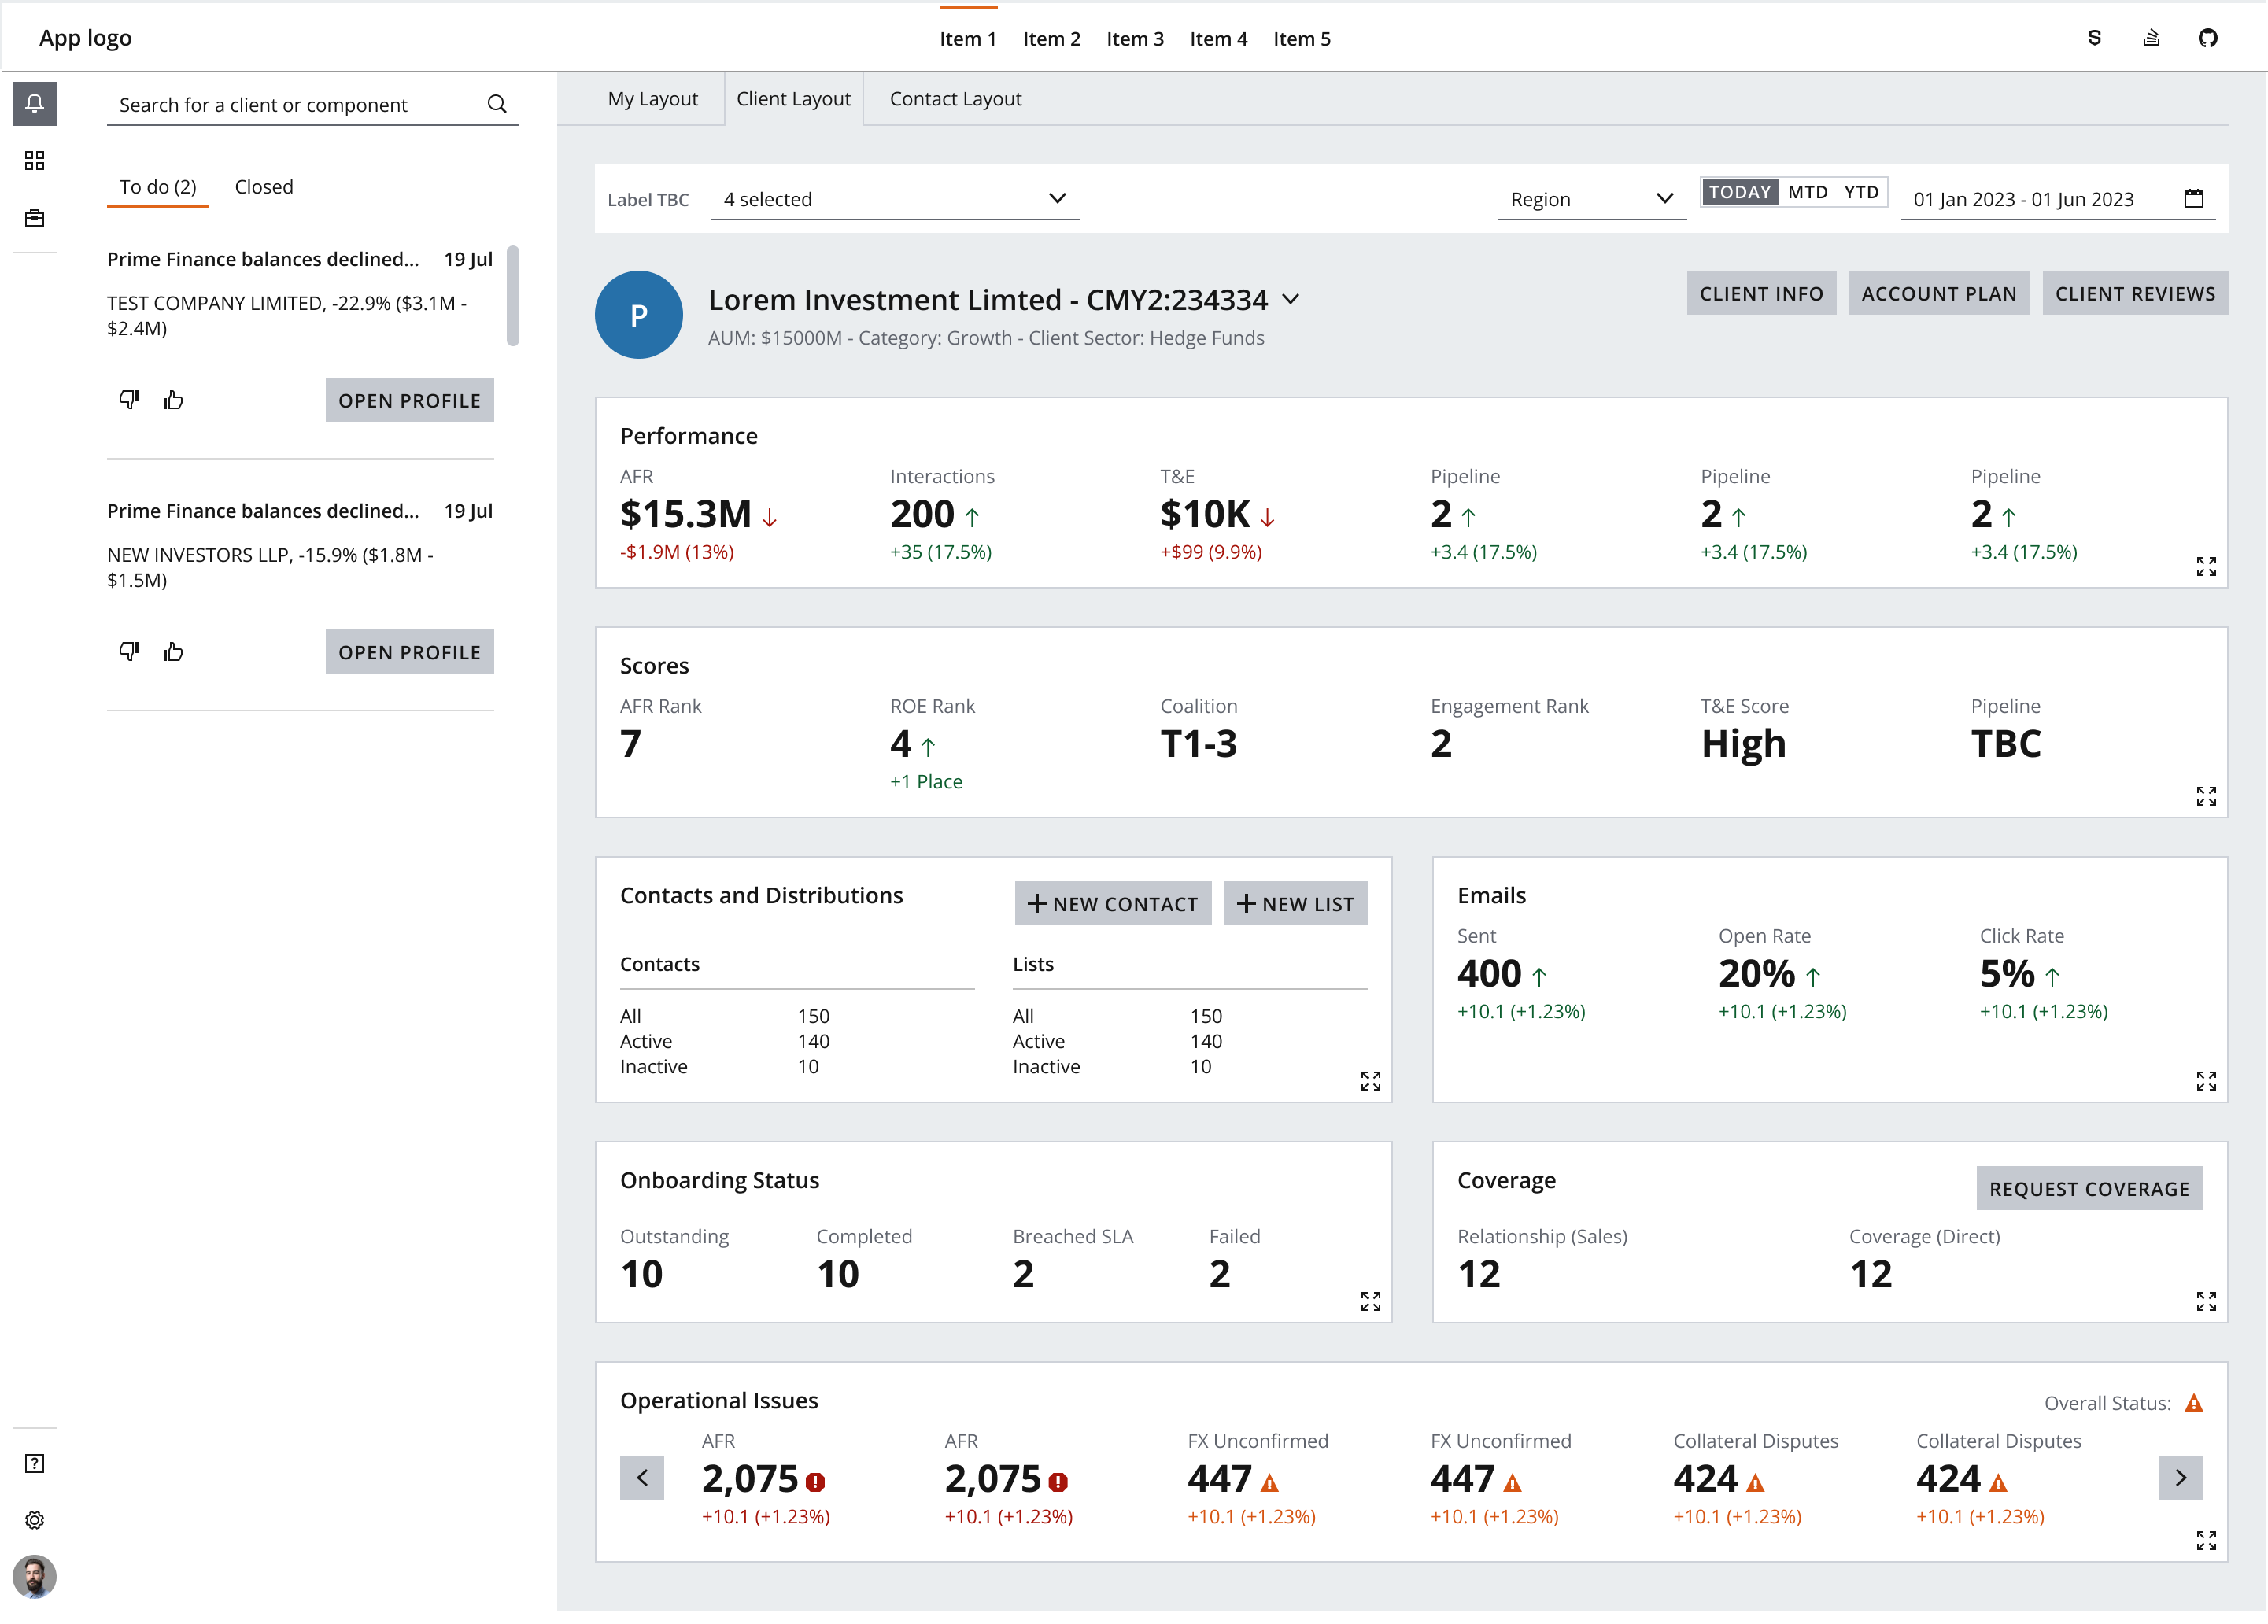 App logo
Item 1 Item 2 Item 3 Item 4 Item 5
Search for a client or component
To do (2) Closed
Prime Finance balances declined... 19 Jul
TEST COMPANY LIMITED, -22.9% ($3.1M -
$2.4M)
OPEN PROFILE
Prime Finance balances declined... 19 Jul
NEW INVESTORS LLP, -15.9% ($1.8M -
$1.5M)
OPEN PROFILE
My Layout Client Layout Contact Layout
Label TBC 4 selected Region TODAY MTD YTD 01 Jan 2023 - 01 Jun 2023
P
Lorem Investment Limted - CMY2:234334
AUM: $15000M - Category: Growth - Client Sector: Hedge Funds
CLIENT INFO ACCOUNT PLAN CLIENT REVIEWS
Performance
AFR Interactions T&E Pipeline Pipeline Pipeline
$15.3M 200 $10K 2 2 2
-$1.9M (13%) +35 (17.5%) +$99 (9.9%) +3.4 (17.5%) +3.4 (17.5%) +3.4 (17.5%)
Scores
AFR Rank ROE Rank Coalition Engagement Rank T&E Score Pipeline
7 4 T1-3 2 High TBC
+1 Place
Contacts and Distributions
NEW CONTACT NEW LIST
Contacts Lists
All 150 All 150
Active 140 Active 140
Inactive 10 Inactive 10
Emails
Sent Open Rate Click Rate
400 20% 5%
+10.1 (+1.23%) +10.1 (+1.23%) +10.1 (+1.23%)
Onboarding Status
Outstanding Completed Breached SLA Failed
10 10 2 2
Coverage
REQUEST COVERAGE
Relationship (Sales) Coverage (Direct)
12 12
Operational Issues
Overall Status:
AFR AFR FX Unconfirmed FX Unconfirmed Collateral Disputes Collateral Disputes
2,075 2,075 447 447 424 424
+10.1 (+1.23%) +10.1 (+1.23%) +10.1 (+1.23%) +10.1 (+1.23%) +10.1 (+1.23%) +10.1 (+1.23%)